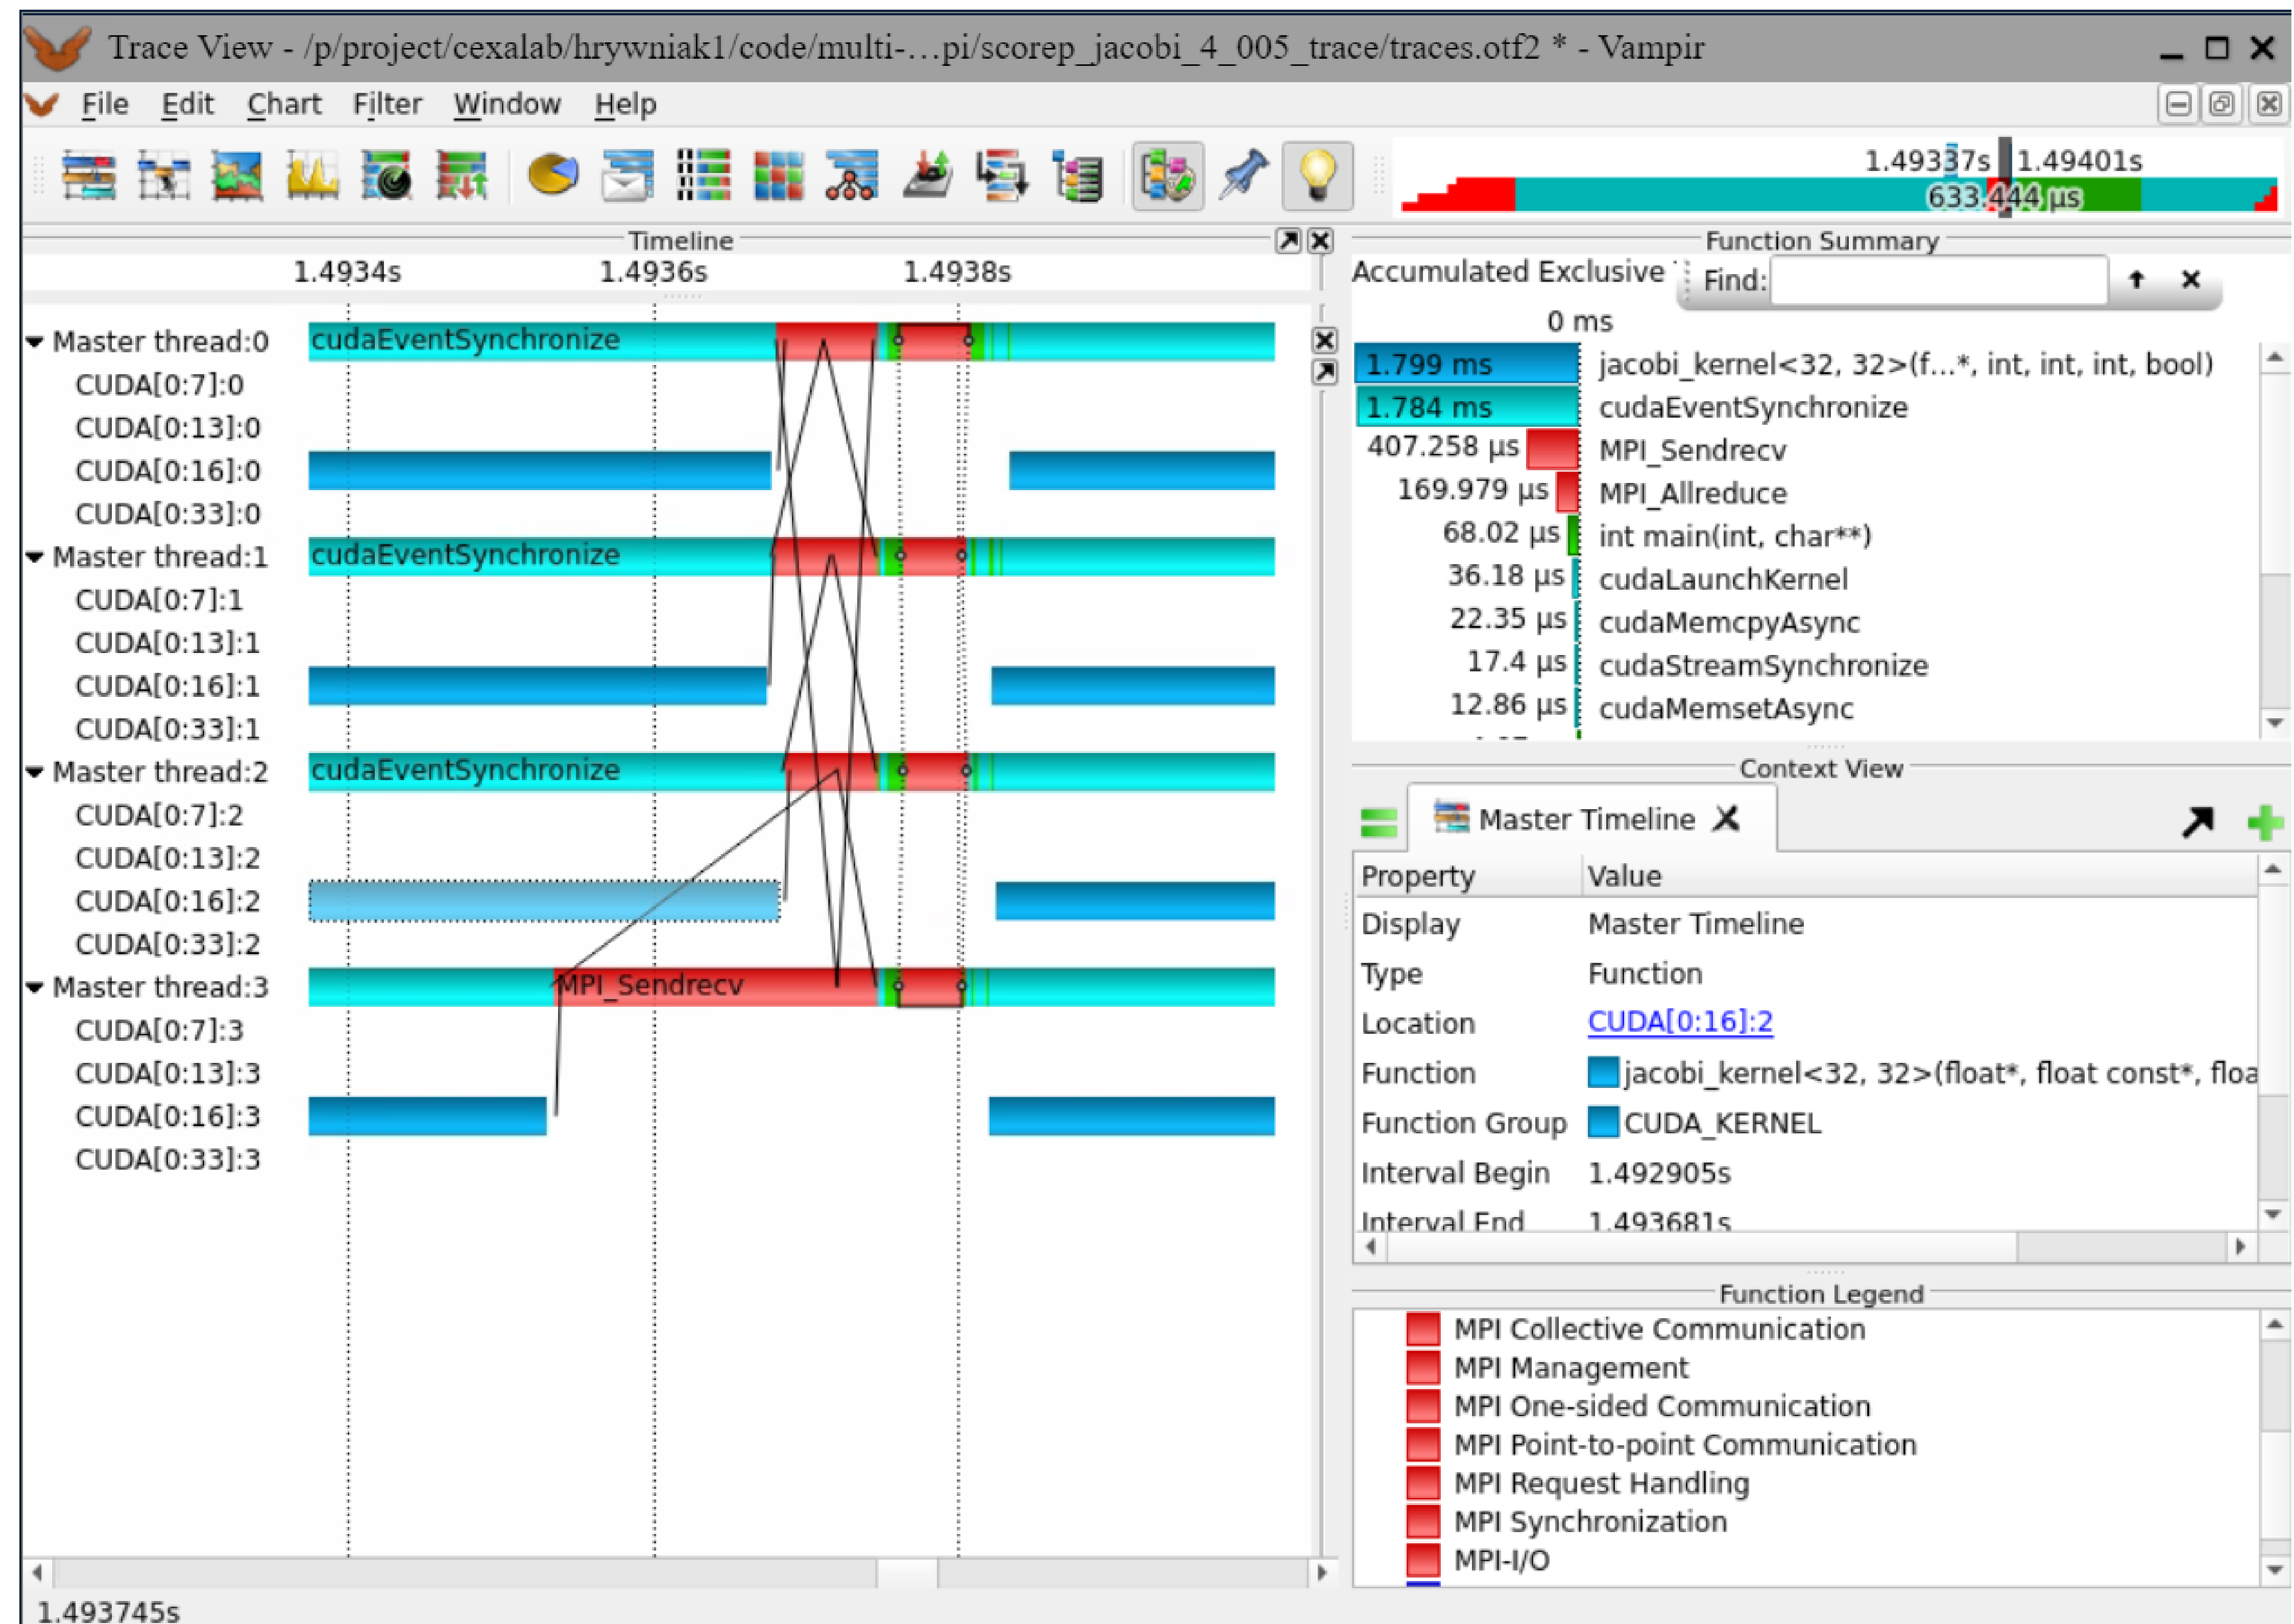 Trace View - /p/project/cexalab/hrywniak1/code/multi-...pi/scorep_jacobi_4_005_trace/traces.otf2 * - Vampir
File Edit Chart Filter Window Help
1.49337s 1.49401s
633.444 µs
Timeline
1.4934s 1.4936s 1.4938s
Master thread:0 cudaEventSynchronize
CUDA[0:7]:0
CUDA[0:13]:0
CUDA[0:16]:0
CUDA[0:33]:0
Master thread:1 cudaEventSynchronize
CUDA[0:7]:1
CUDA[0:13]:1
CUDA[0:16]:1
CUDA[0:33]:1
Master thread:2 cudaEventSynchronize
CUDA[0:7]:2
CUDA[0:13]:2
CUDA[0:16]:2
CUDA[0:33]:2
Master thread:3 MPI_Sendrecv
CUDA[0:7]:3
CUDA[0:13]:3
CUDA[0:16]:3
CUDA[0:33]:3
1.493745s
Function Summary
Accumulated Exclusive Find:
0 ms
1.799 ms jacobi_kernel<32, 32>(f...*, int, int, int, bool)
1.784 ms cudaEventSynchronize
407.258 µs MPI_Sendrecv
169.979 µs MPI_Allreduce
68.02 µs int main(int, char**)
36.18 µs cudaLaunchKernel
22.35 µs cudaMemcpyAsync
17.4 µs cudaStreamSynchronize
12.86 µs cudaMemsetAsync
Context View
Master Timeline
Property Value
Display Master Timeline
Type Function
Location CUDA[0:16]:2
Function jacobi_kernel<32, 32>(float*, float const*, floa
Function Group CUDA_KERNEL
Interval Begin 1.492905s
Interval End 1.493681s
Function Legend
MPI Collective Communication
MPI Management
MPI One-sided Communication
MPI Point-to-point Communication
MPI Request Handling
MPI Synchronization
MPI-I/O